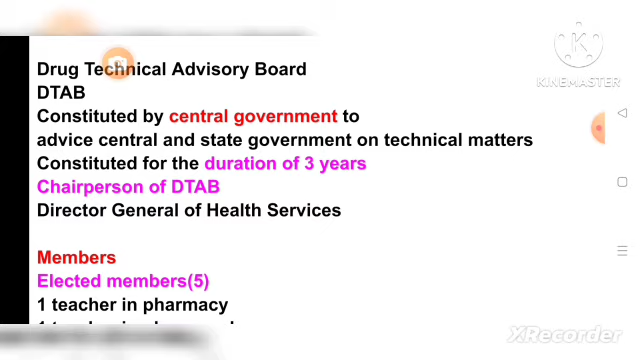 KINEMASTER
Drug Technical Advisory Board
DTAB
Constituted by central government to
advice central and state government on technical matters
Constituted for the duration of 3 years
Chairperson of DTAB
Director General of Health Services
Members
Elected members(5)
1 teacher in pharmacy
XRecorder